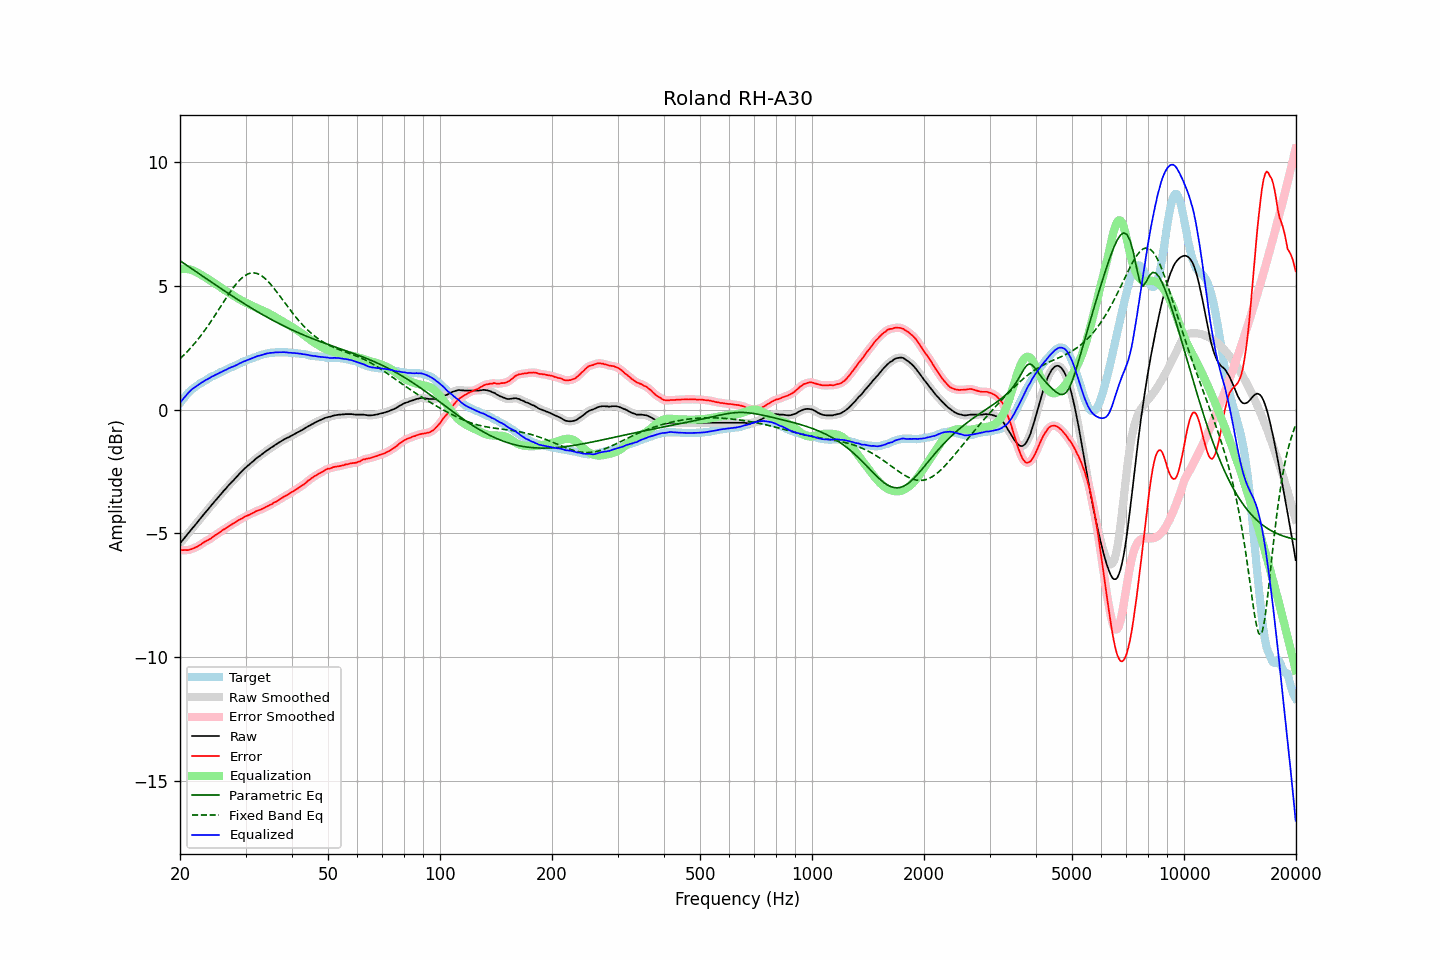 Roland RH-A30
Amplitude (dBr)
10
5
0
−5
−10
−15
Target
Raw Smoothed
Error Smoothed
Raw
Error
Equalization
Parametric Eq
Fixed Band Eq
Equalized
20 50 100 200 500 1000 2000 5000 10000 20000
Frequency (Hz)